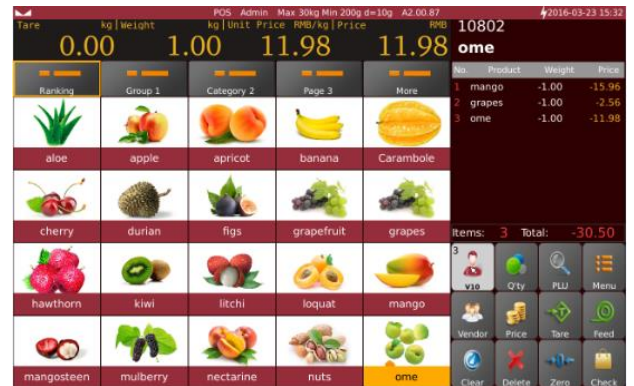 POS Admin Max 30kg Min 200g d=10g A2.00.87 2016-03-23 15:32
Tare kg Weight kg Unit Price RMB/kg Price RMB
0.00 1.00 11.98 11.98
Ranking Group 1 Category 2 Page 3 More
aloe apple apricot banana Carambole
cherry durian figs grapefruit grapes
hawthorn kiwi litchi loquat mango
mangosteen mulberry nectarine nuts ome
10802
ome
No. Product Weight Price
1 mango -1.00 -15.96
2 grapes -1.00 -2.56
3 ome -1.00 -11.98
Items: 3 Total: -30.50
3
V10 Q'ty PLU Menu
Vendor Price Tare Feed
Clear Delete Zero Check